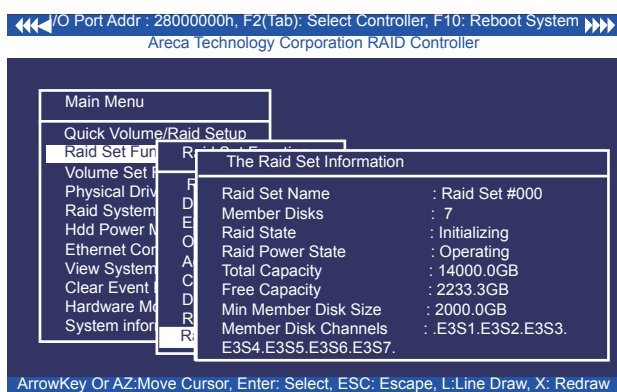 /O Port Addr : 28000000h, F2(Tab): Select Controller, F10: Reboot System
Areca Technology Corporation RAID Controller
Main Menu
Quick Volume/Raid Setup
Raid Set Fun
Volume Set
Physical Driv
Raid System
Hdd Power
Ethernet Con
View System
Clear Event
Hardware Mo
System infor
The Raid Set Information
Raid Set Name : Raid Set #000
Member Disks : 7
Raid State : Initializing
Raid Power State : Operating
Total Capacity : 14000.0GB
Free Capacity : 2233.3GB
Min Member Disk Size : 2000.0GB
Member Disk Channels : .E3S1.E3S2.E3S3.
E3S4.E3S5.E3S6.E3S7.
ArrowKey Or AZ:Move Cursor, Enter: Select, ESC: Escape, L:Line Draw, X: Redraw